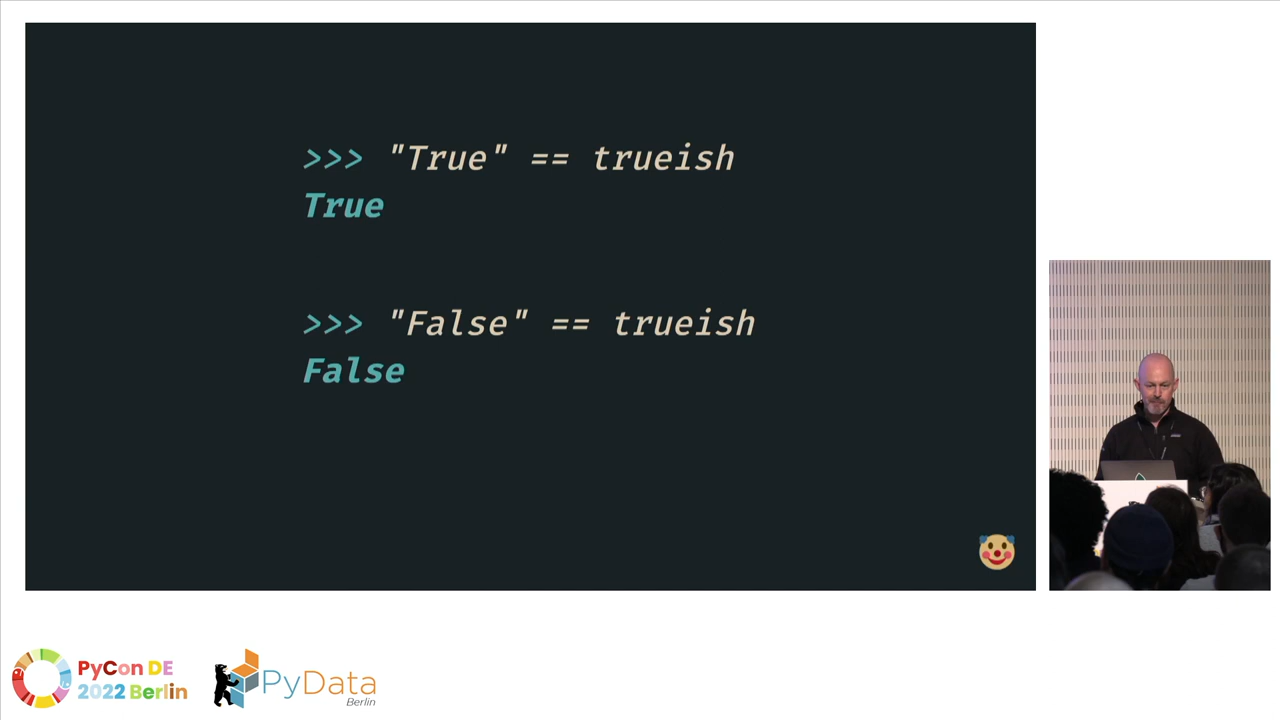 >>> "True" == trueish
True
>>> "False" == trueish
False
PyCon DE
2022 Berlin
PyData
Berlin